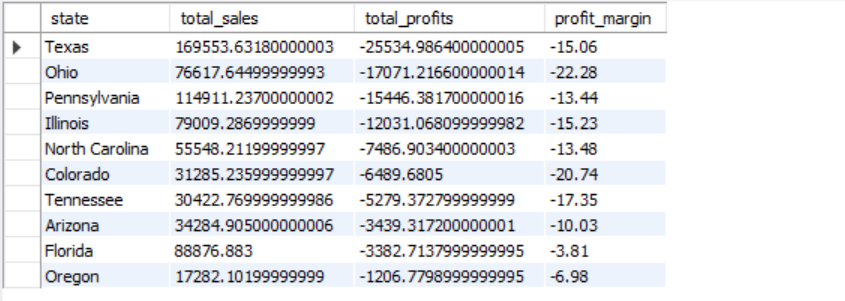 state total_sales total_profits profit_margin
Texas 169553.63180000003 -25534.986400000005 -15.06
Ohio 76617.64499999993 -17071.216600000014 -22.28
Pennsylvania 114911.23700000002 -15446.381700000016 -13.44
Illinois 79009.2869999999 -12031.068099999982 -15.23
North Carolina 55548.21199999997 -7486.903400000003 -13.48
Colorado 31285.235999999997 -6489.6805 -20.74
Tennessee 30422.769999999986 -5279.372799999999 -17.35
Arizona 34284.905000000006 -3439.317200000001 -10.03
Florida 88876.883 -3382.7137999999995 -3.81
Oregon 17282.10199999999 -1206.7798999999995 -6.98